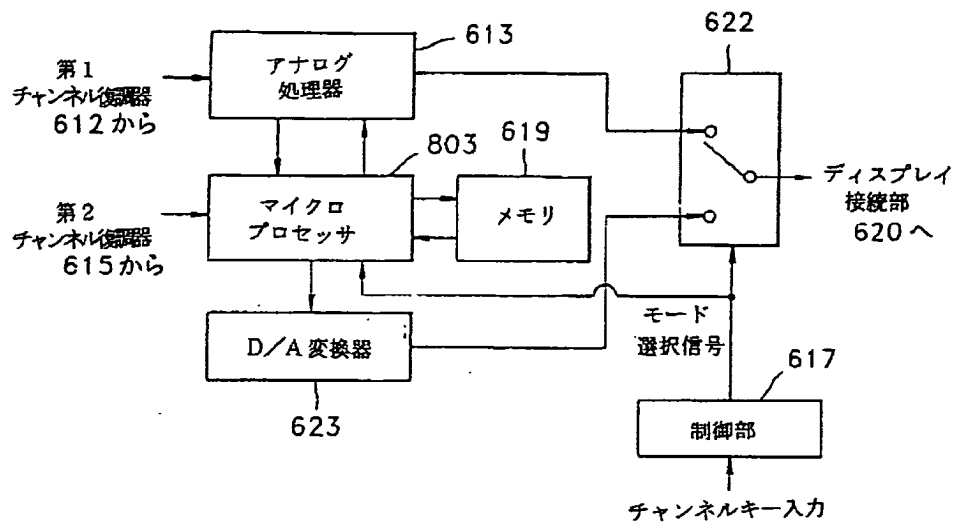 613
622
第1
チャンネル復調器
612から
アナログ
処理器
803
619
第2
チャンネル復調器
615から
マイクロ
プロセッサ
メモリ
ディスプレイ
接続部
620へ
D/A変換器
623
モード
選択信号
617
制御部
チャンネルキー入力